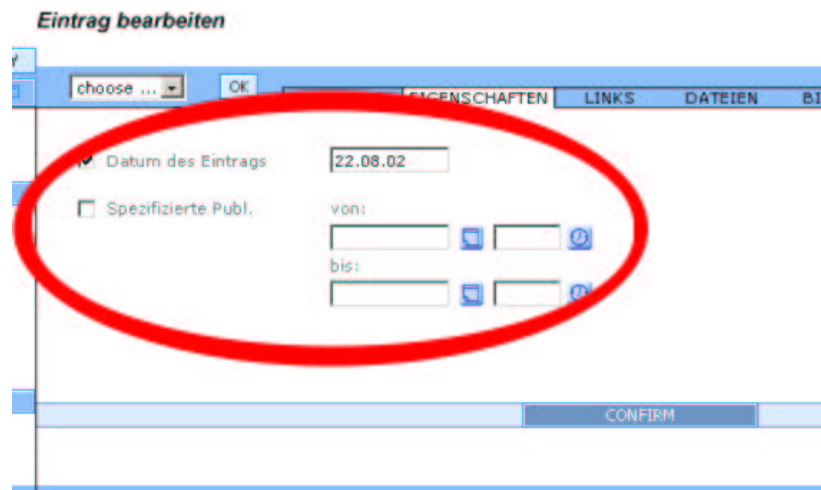 Eintrag bearbeiten
choose ... OK
EIGENSCHAFTEN LINKS DATEIEN
Datum des Eintrags 22.08.02
Spezifizierte Publ. von:
bis:
CONFIRM